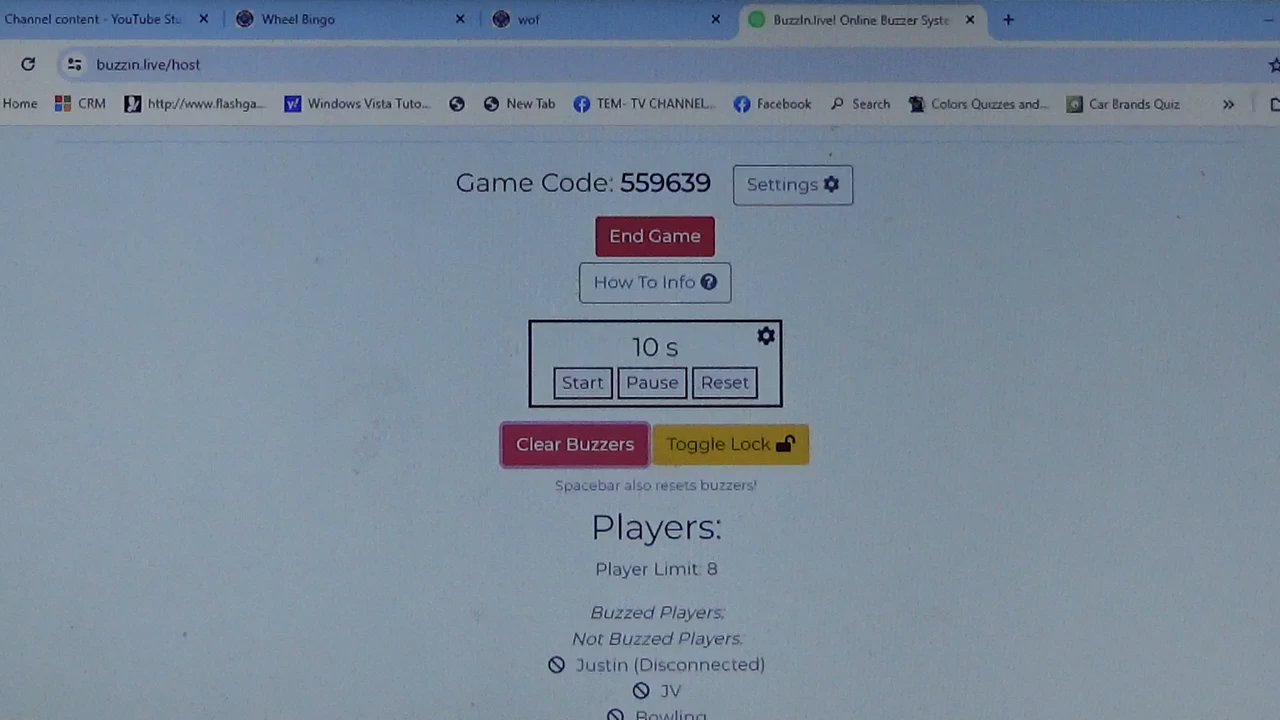 Channel content - YouTube Stu
Wheel Bingo
wof
BuzzIn.live! Online Buzzer Syste
buzzin.live/host
Home
CRM
http://www.flashga...
Windows Vista Tuto...
New Tab
TEM- TV CHANNEL...
Facebook
Search
Colors Quizzes and...
Car Brands Quiz
Game Code: 559639
Settings
End Game
How To Info
10 s
Start
Pause
Reset
Clear Buzzers
Toggle Lock
Spacebar also resets buzzers!
Players:
Player Limit: 8
Buzzed Players:
Not Buzzed Players:
Justin (Disconnected)
JV
Bowling